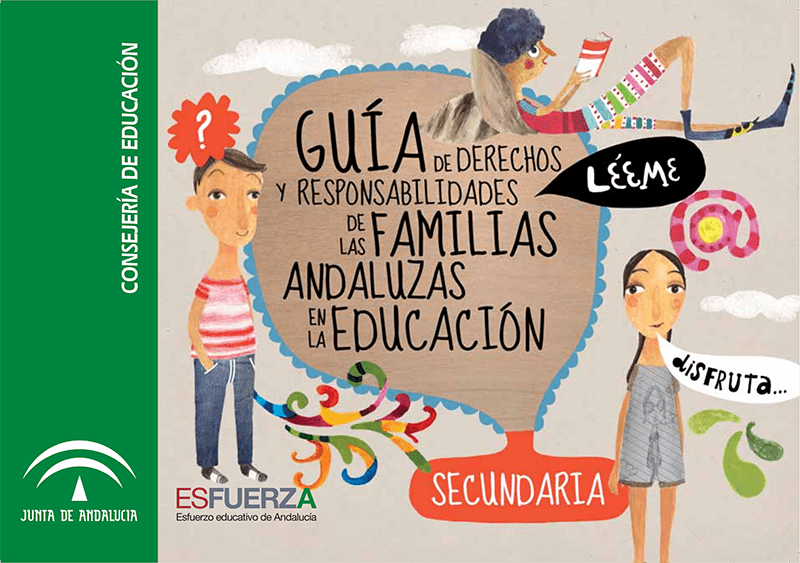 CONSEJERÍA DE EDUCACIÓN
JUNTA DE ANDALUCIA
?
GUÍA DE DERECHOS
Y RESPONSABILIDADES
DE
LAS FAMILIAS
ANDALUZAS
EN
LA EDUCACIÓN
LÉEME
DISFRUTA...
SECUNDARIA
ESFUERZA
Esfuerzo educativo de Andalucía